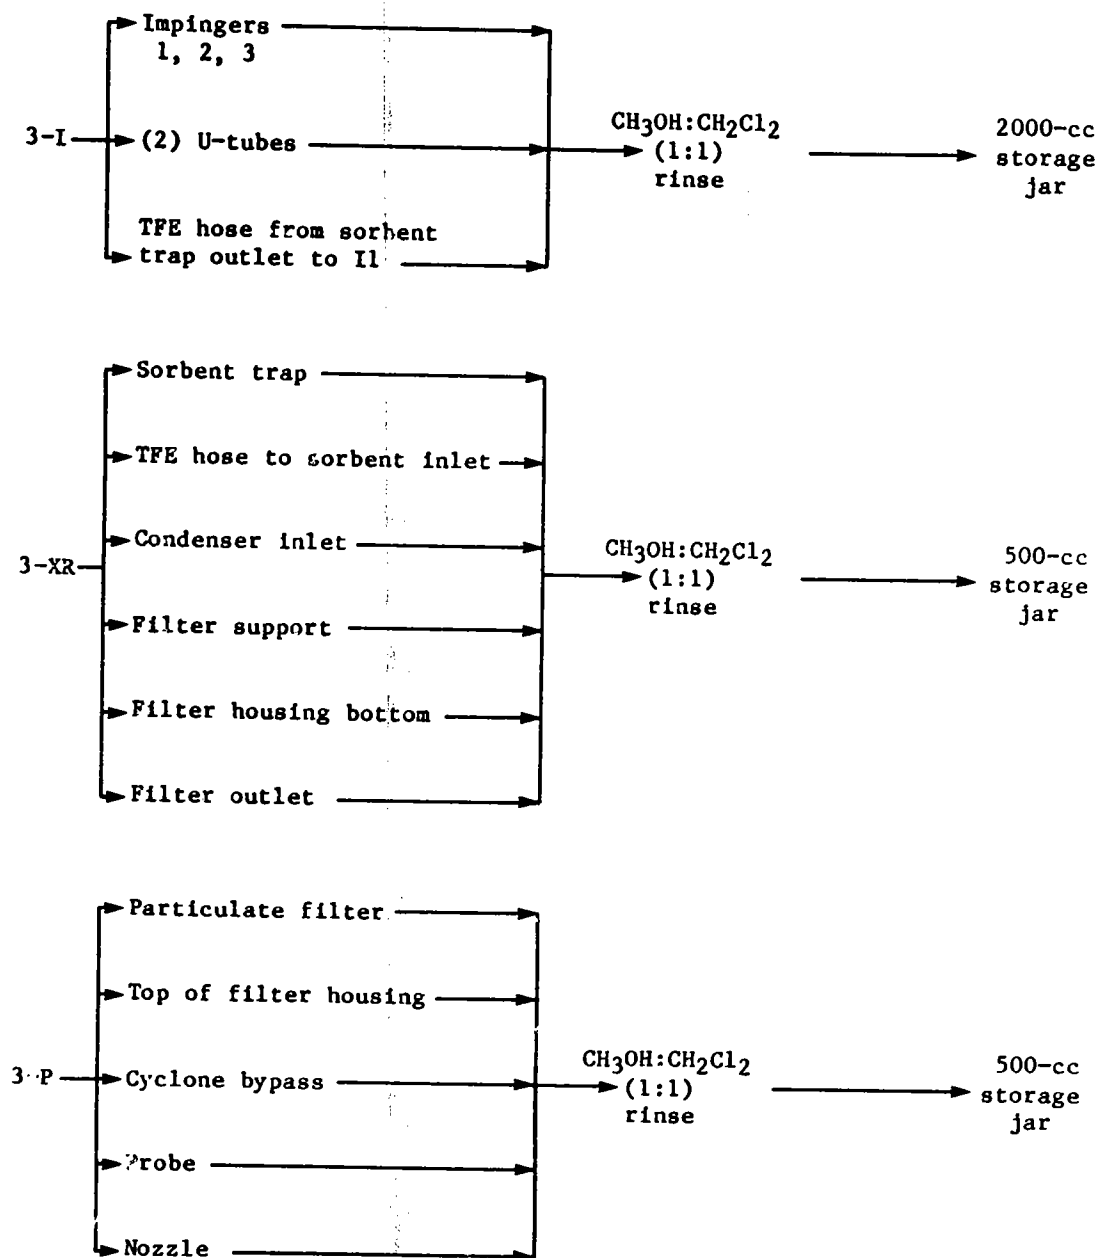 Impingers
1, 2, 3
3-I
(2) U-tubes
CH3OH:CH2Cl2
(1:1)
rinse
2000-cc
storage
jar
TFE hose from sorbent
trap outlet to I1
Sorbent trap
TFE hose to sorbent inlet
Condenser inlet
3-XR
CH3OH:CH2Cl2
(1:1)
rinse
500-cc
storage
jar
Filter support
Filter housing bottom
Filter outlet
Particulate filter
Top of filter housing
3-P
Cyclone bypass
CH3OH:CH2Cl2
(1:1)
rinse
500-cc
storage
jar
Probe
Nozzle